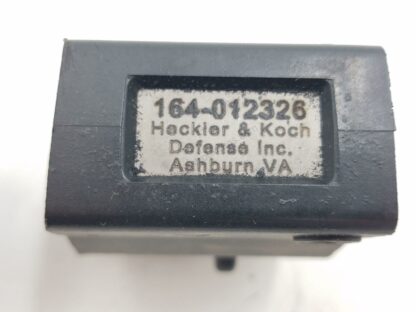 164-012326
Heckler & Koch
Defense Inc.
Ashburn VA